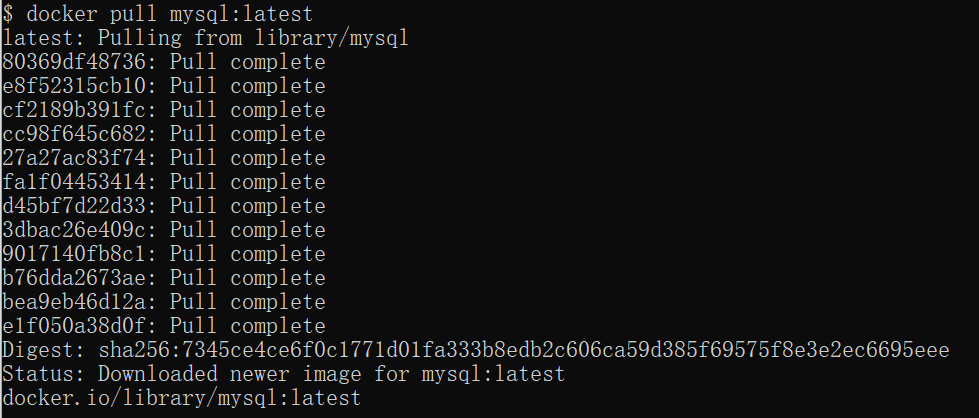 $ docker pull mysql:latest
latest: Pulling from library/mysql
80369df48736: Pull complete
e8f52315cb10: Pull complete
cf2189b391fc: Pull complete
cc98f645c682: Pull complete
27a27ac83f74: Pull complete
fa1f04453414: Pull complete
d45bf7d22d33: Pull complete
3dbac26e409c: Pull complete
9017140fb8c1: Pull complete
b76dda2673ae: Pull complete
bea9eb46d12a: Pull complete
e1f050a38d0f: Pull complete
Digest: sha256:7345ce4ce6f0c1771d01fa333b8edb2c606ca59d385f69575f8e3e2ec6695eee
Status: Downloaded newer image for mysql:latest
docker.io/library/mysql:latest